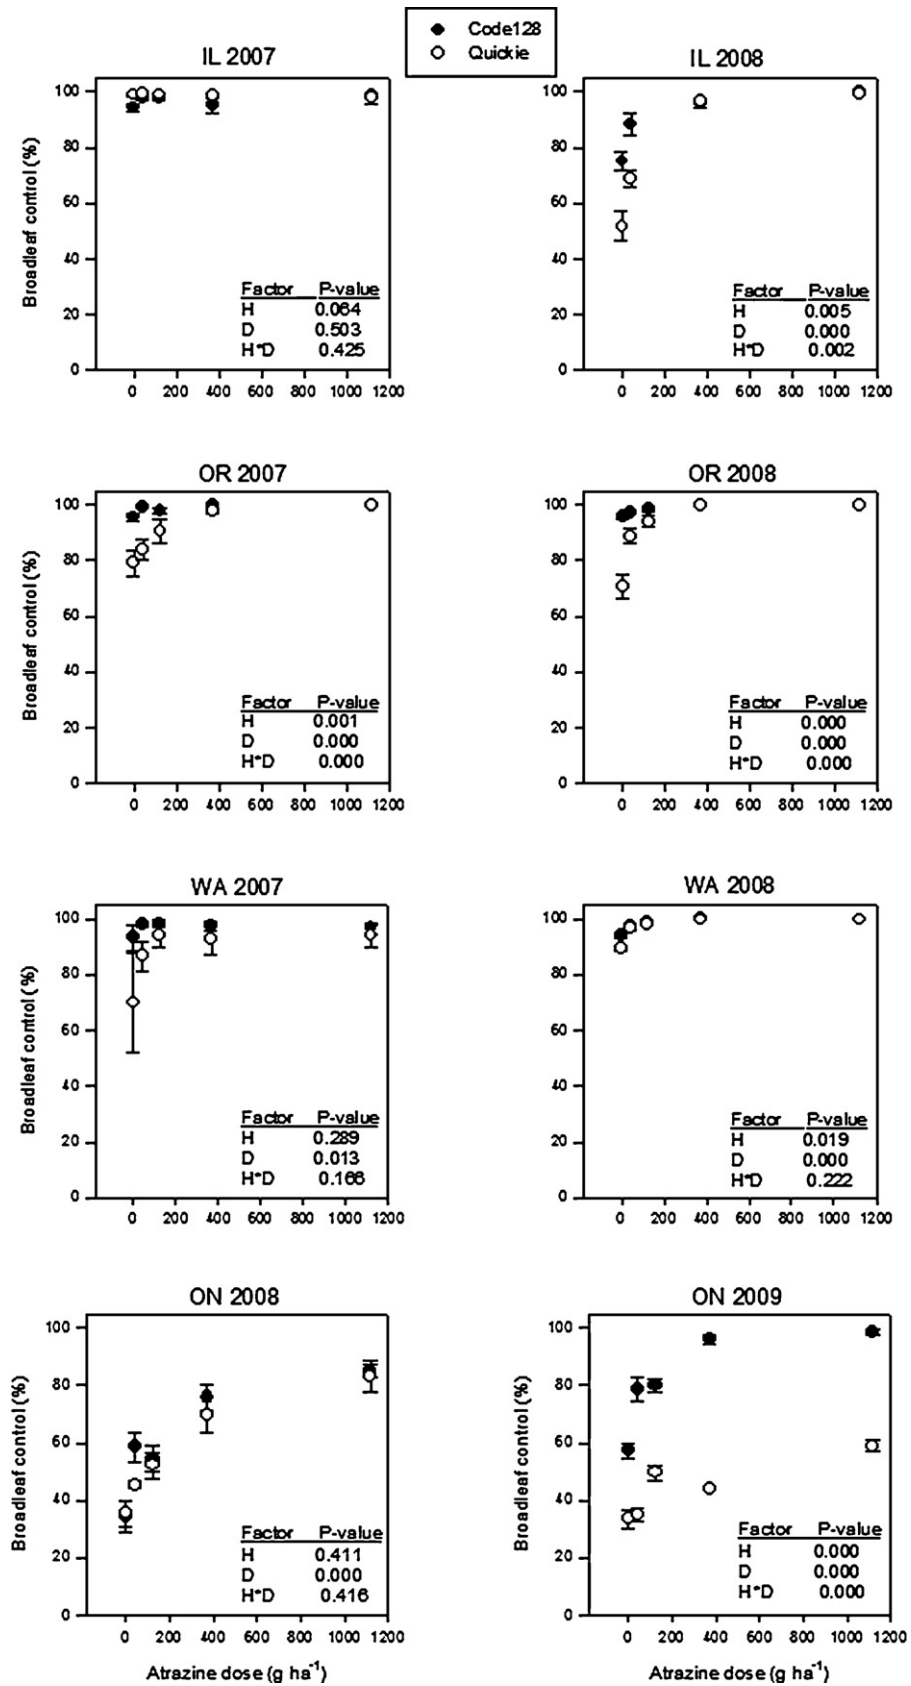 Code128
Quickie
IL 2007
IL 2008
Broadleaf control (%)
100
80
60
40
20
0
Factor P-value
H 0.064
D 0.503
H*D 0.425
0 200 400 600 800 1000 1200
100
80
60
40
20
0
Factor P-value
H 0.005
D 0.000
H*D 0.002
0 200 400 600 800 1000 1200
OR 2007
OR 2008
Broadleaf control (%)
100
80
60
40
20
0
Factor P-value
H 0.001
D 0.000
H*D 0.000
0 200 400 600 800 1000 1200
100
80
60
40
20
0
Factor P-value
H 0.000
D 0.000
H*D 0.000
0 200 400 600 800 1000 1200
WA 2007
WA 2008
Broadleaf control (%)
100
80
60
40
20
0
Factor P-value
H 0.289
D 0.013
H*D 0.166
0 200 400 600 800 1000 1200
100
80
60
40
20
0
Factor P-value
H 0.019
D 0.000
H*D 0.222
0 200 400 600 800 1000 1200
ON 2008
ON 2009
Broadleaf control (%)
100
80
60
40
20
0
Factor P-value
H 0.411
D 0.000
H*D 0.416
0 200 400 600 800 1000 1200
Atrazine dose (g ha⁻¹)
Broadleaf control (%)
100
80
60
40
20
0
Factor P-value
H 0.000
D 0.000
H*D 0.000
0 200 400 600 800 1000 1200
Atrazine dose (g ha⁻¹)